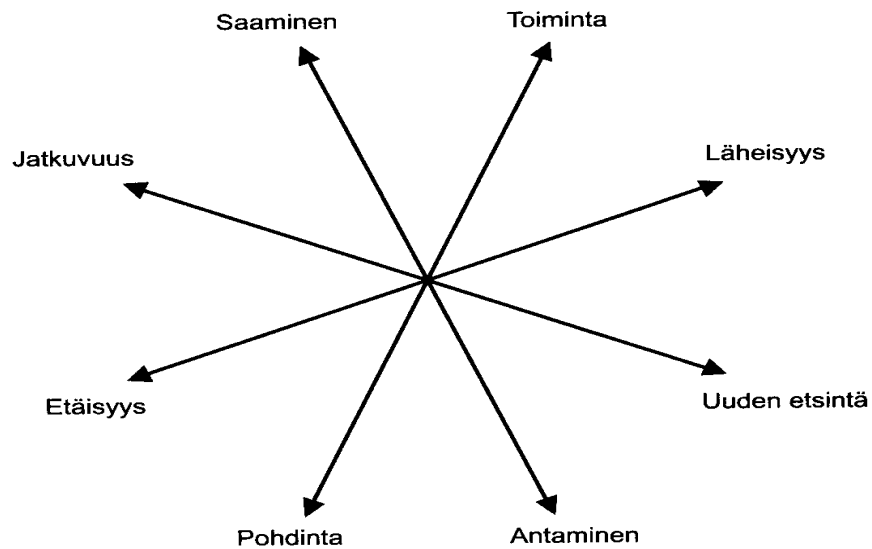 Saaminen
Toiminta
Jatkuvuus
Läheisyys
Etäisyys
Uuden etsintä
Pohdinta
Antaminen